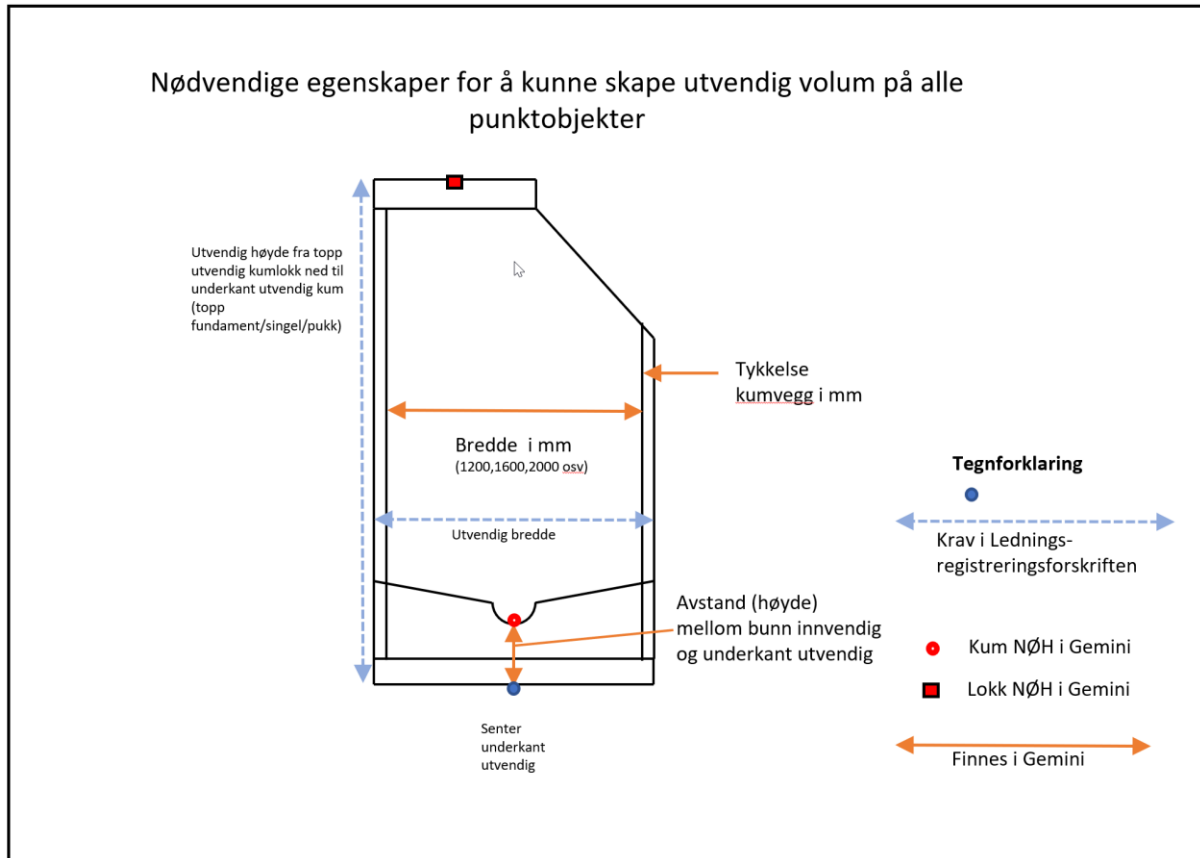 Nødvendige egenskaper for å kunne skape utvendig volum på alle
punktobjekter
Utvendig høyde fra topp
utvendig kumlokk ned til
underkant utvendig kum
(topp
fundament/singel/pukk)
Tykkelse
kumvegg i mm
Bredde i mm
(1200,1600,2000 osv)
Utvendig bredde
Avstand (høyde)
mellom bunn innvendig
og underkant utvendig
Senter
underkant
utvendig
Tegnforklaring
Krav i Lednings-
registreringsforskriften
Kum NØH i Gemini
Lokk NØH i Gemini
Finnes i Gemini